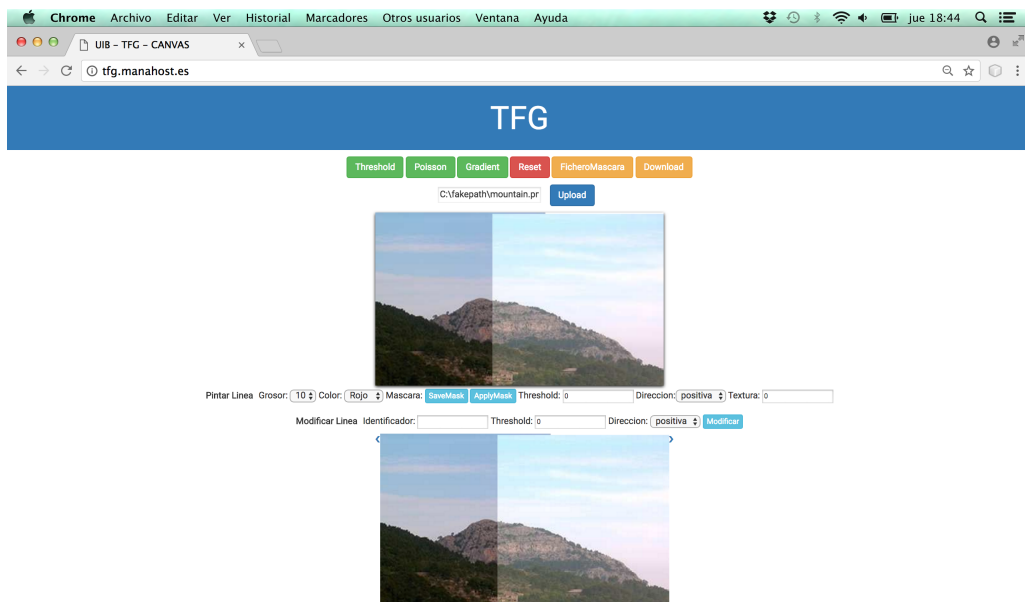 Chrome Archivo Editar Ver Historial Marcadores Otros usuarios Ventana Ayuda jue 18:44
UIB - TFG - CANVAS
tfg.manahost.es
TFG
Threshold Poisson Gradient Reset FicheroMascara Download
C:\fakepath\mountain.pr Upload
Pintar Linea Grosor: 10 Color: Rojo Mascara: SaveMask ApplyMask Threshold: 0 Direccion: positiva Textura: 0
Modificar Linea Identificador: Threshold: 0 Direccion: positiva Modificar